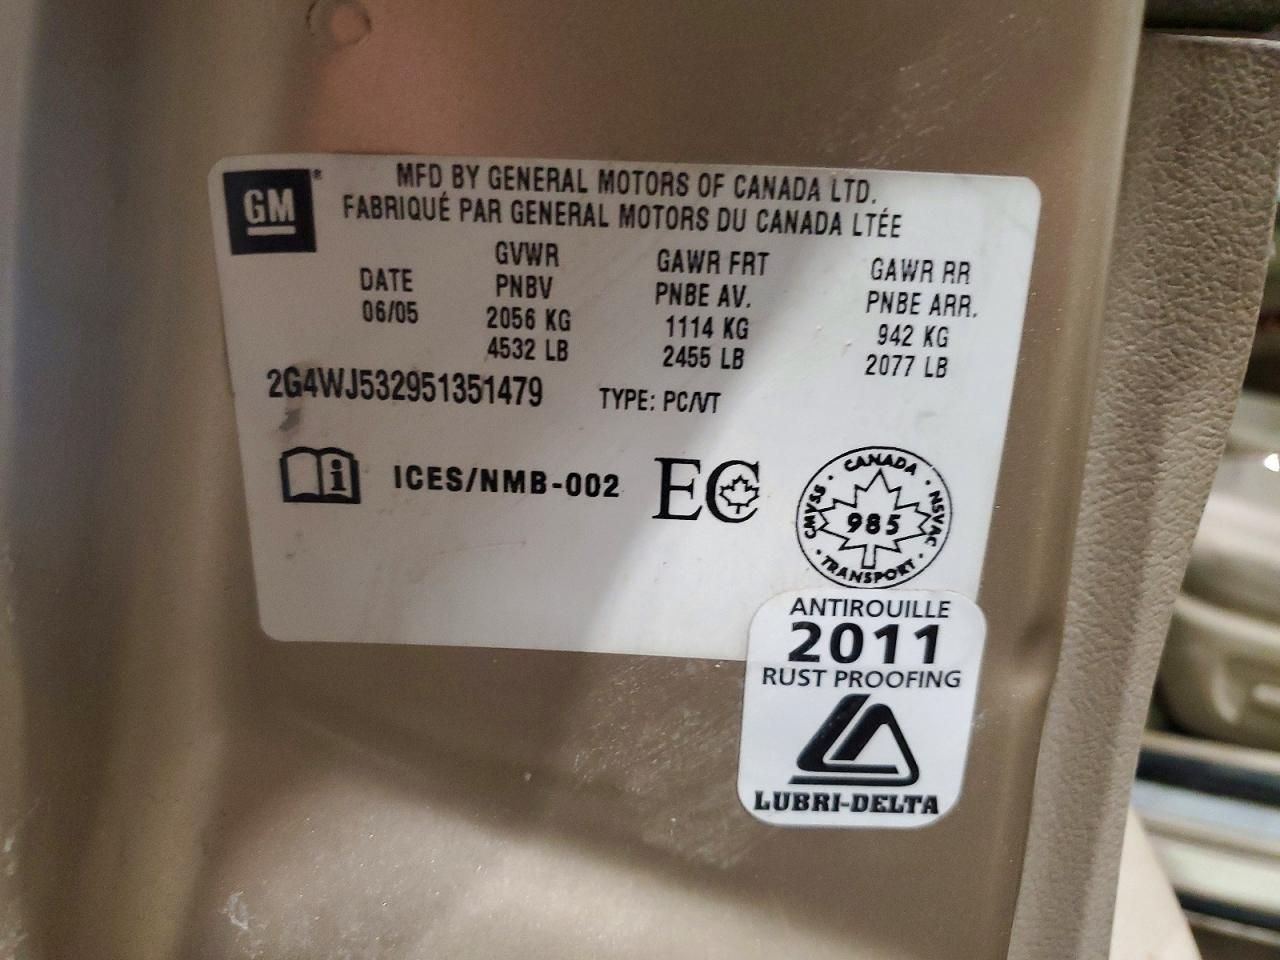 GM®
MFD BY GENERAL MOTORS OF CANADA LTD.
FABRIQUÉ PAR GENERAL MOTORS DU CANADA LTÉE
DATE
06/05
GVWR
PNBV
2056 KG
4532 LB
GAWR FRT
PNBE AV.
1114 KG
2455 LB
GAWR RR
PNBE ARR.
942 KG
2077 LB
2G4WJ532951351479 TYPE: PC/VT
i ICES/NMB-002 EC
CANADA
CMVSS · 985 · NSVAC
TRANSPORT
ANTIROUILLE
2011
RUST PROOFING
LUBRI-DELTA